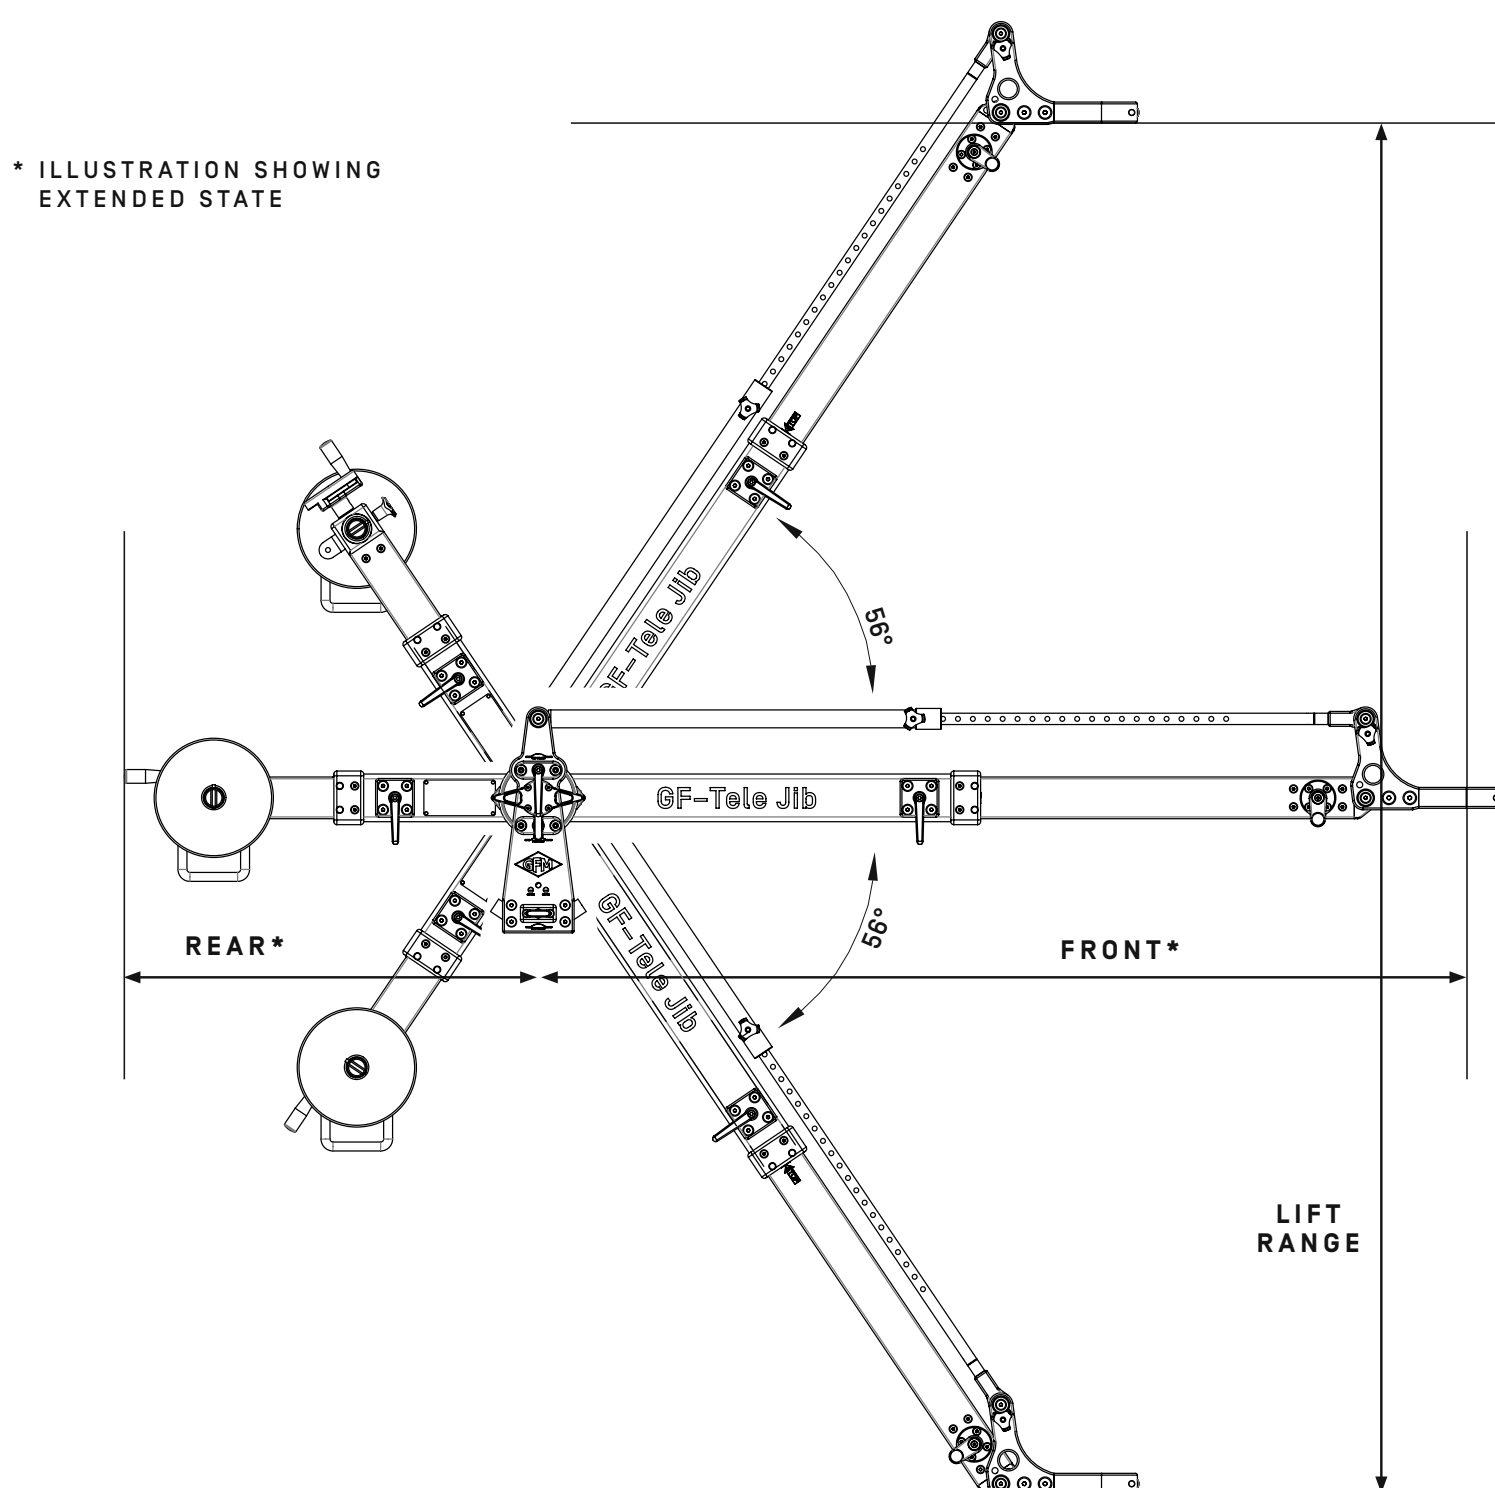 * ILLUSTRATION SHOWING
EXTENDED STATE
GF-Tele Jib
56°
GF-Tele Jib
GFM
56°
GF-Tele Jib
REAR*
FRONT*
LIFT
RANGE